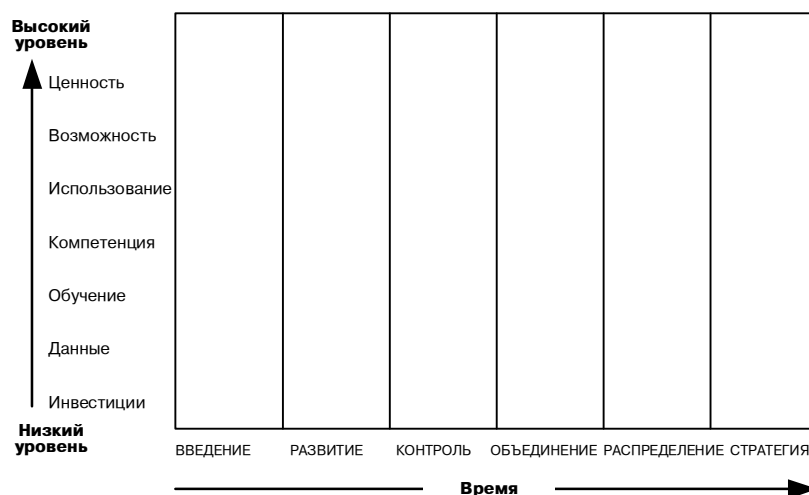 Высокий
уровень
Ценность
Возможность
Использование
Компетенция
Обучение
Данные
Инвестиции
Низкий
уровень
ВВЕДЕНИЕ РАЗВИТИЕ КОНТРОЛЬ ОБЪЕДИНЕНИЕ РАСПРЕДЕЛЕНИЕ СТРАТЕГИЯ
Время